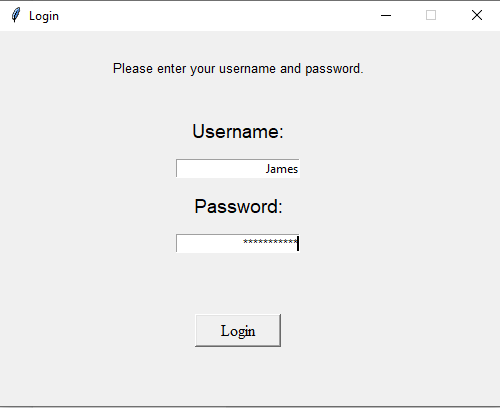 Login
Please enter your username and password.
Username:
James
Password:
***********
Login